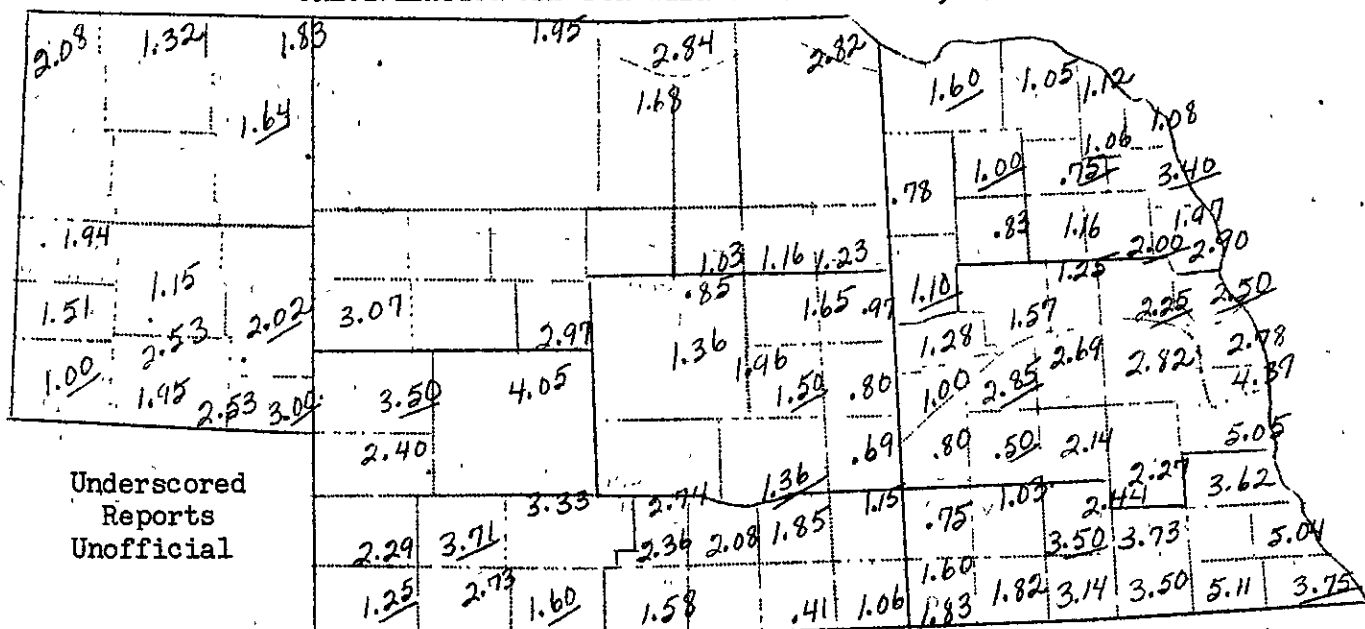 2.08 1.32 1.83 1.95 2.84 2.82
1.64 1.68 1.60 1.05 1.12
1.08
1.06
1.00 .75 3.40
.78
.83 1.16 1.97
1.94 1.03 1.16 1.23 2.00 2.90
1.15 .85 1.25
1.51 2.02 3.07 1.65 .97 1.10 1.57 2.25 2.50
2.53 2.97 1.36 1.28 2.69 2.78
1.00 1.96 2.82
1.95 2.53 3.00 3.50 4.05 1.50 .80 1.00 2.85 4.37
2.40 .69 .80 .50 2.14 5.05
Underscored 1.36 2.27 3.62
Reports 3.33 2.74 1.15 1.03 2.44
Unofficial 2.29 3.71 2.36 2.08 1.85 .75 3.50 3.73 5.04
1.25 2.73 1.60 1.58 .41 1.06 1.60
1.83 1.82 3.14 3.50 5.11 3.75